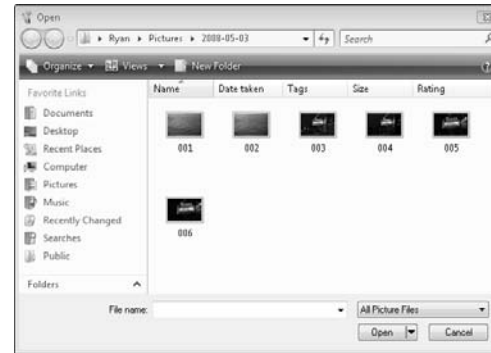 Open
Ryan Pictures 2008-05-03 Search
Organize Views New Folder
Favorite Links
Name Date taken Tags Size Rating
Documents
Desktop
Recent Places
Computer
Pictures
Music
Recently Changed
Searches
Public
001 002 003 004 005
006
Folders
File name: All Picture Files
Open Cancel